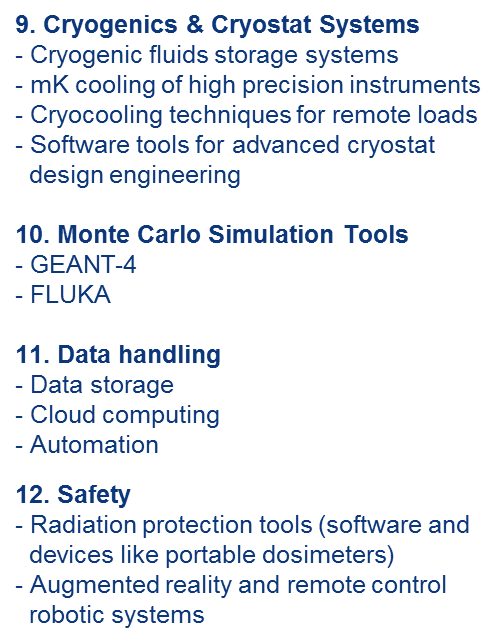 9. Cryogenics & Cryostat Systems
- Cryogenic fluids storage systems
- mK cooling of high precision instruments
- Cryocooling techniques for remote loads
- Software tools for advanced cryostat
design engineering
10. Monte Carlo Simulation Tools
- GEANT-4
- FLUKA
11. Data handling
- Data storage
- Cloud computing
- Automation
12. Safety
- Radiation protection tools (software and
devices like portable dosimeters)
- Augmented reality and remote control
robotic systems